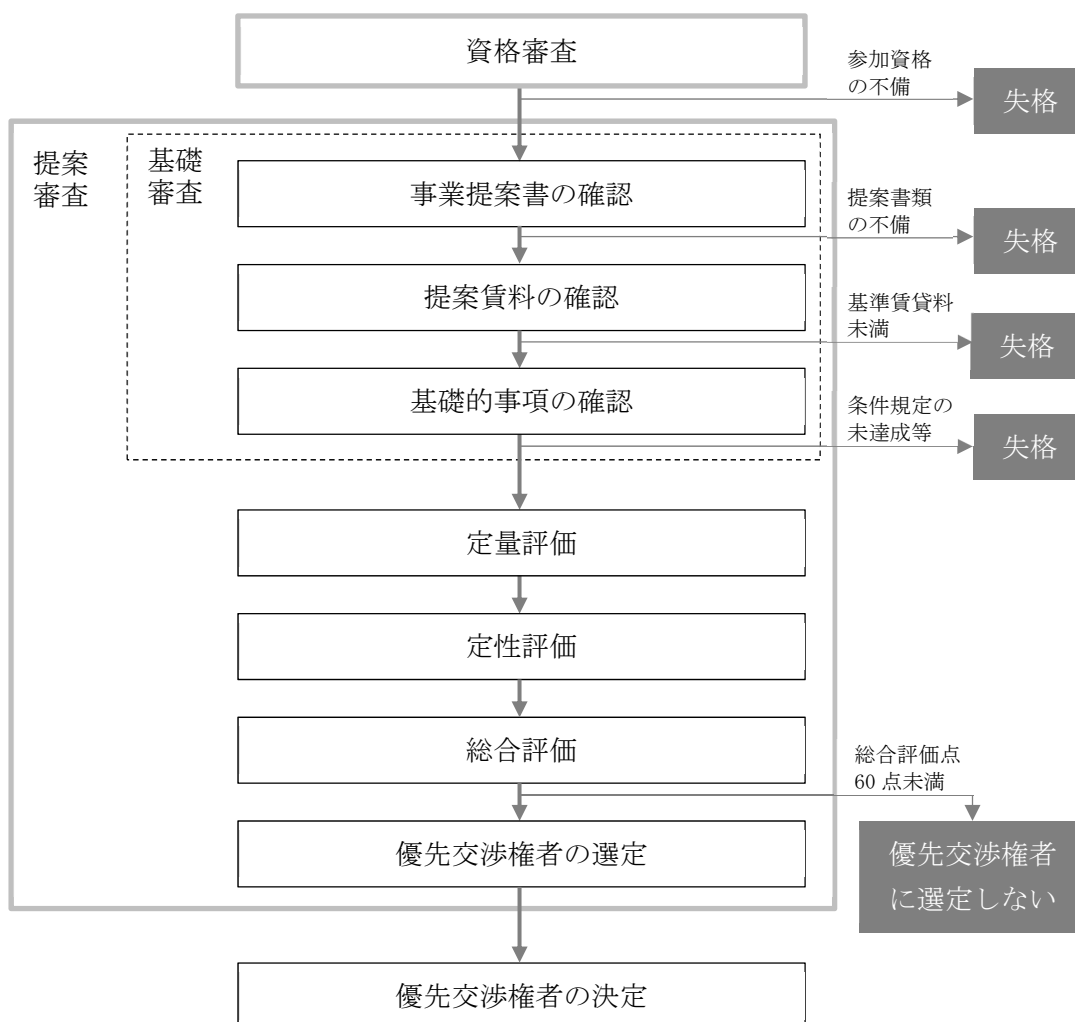 資格審査
参加資格
の不備
失格
提案
審査
基礎
審査
事業提案書の確認
提案書類
の不備
失格
提案賃料の確認
基準賃貸料
未満
失格
基礎的事項の確認
条件規定の
未達成等
失格
定量評価
定性評価
総合評価
総合評価点
60 点未満
優先交渉権者の選定
優先交渉権者
に選定しない
優先交渉権者の決定